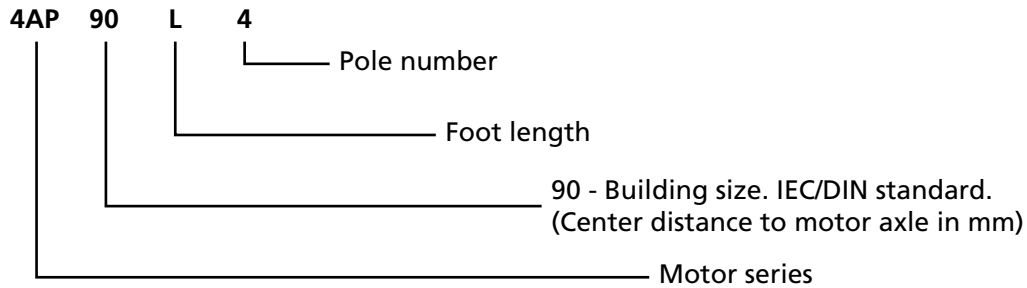 4AP 90 L 4
Pole number
Foot length
90 - Building size. IEC/DIN standard.
(Center distance to motor axle in mm)
Motor series